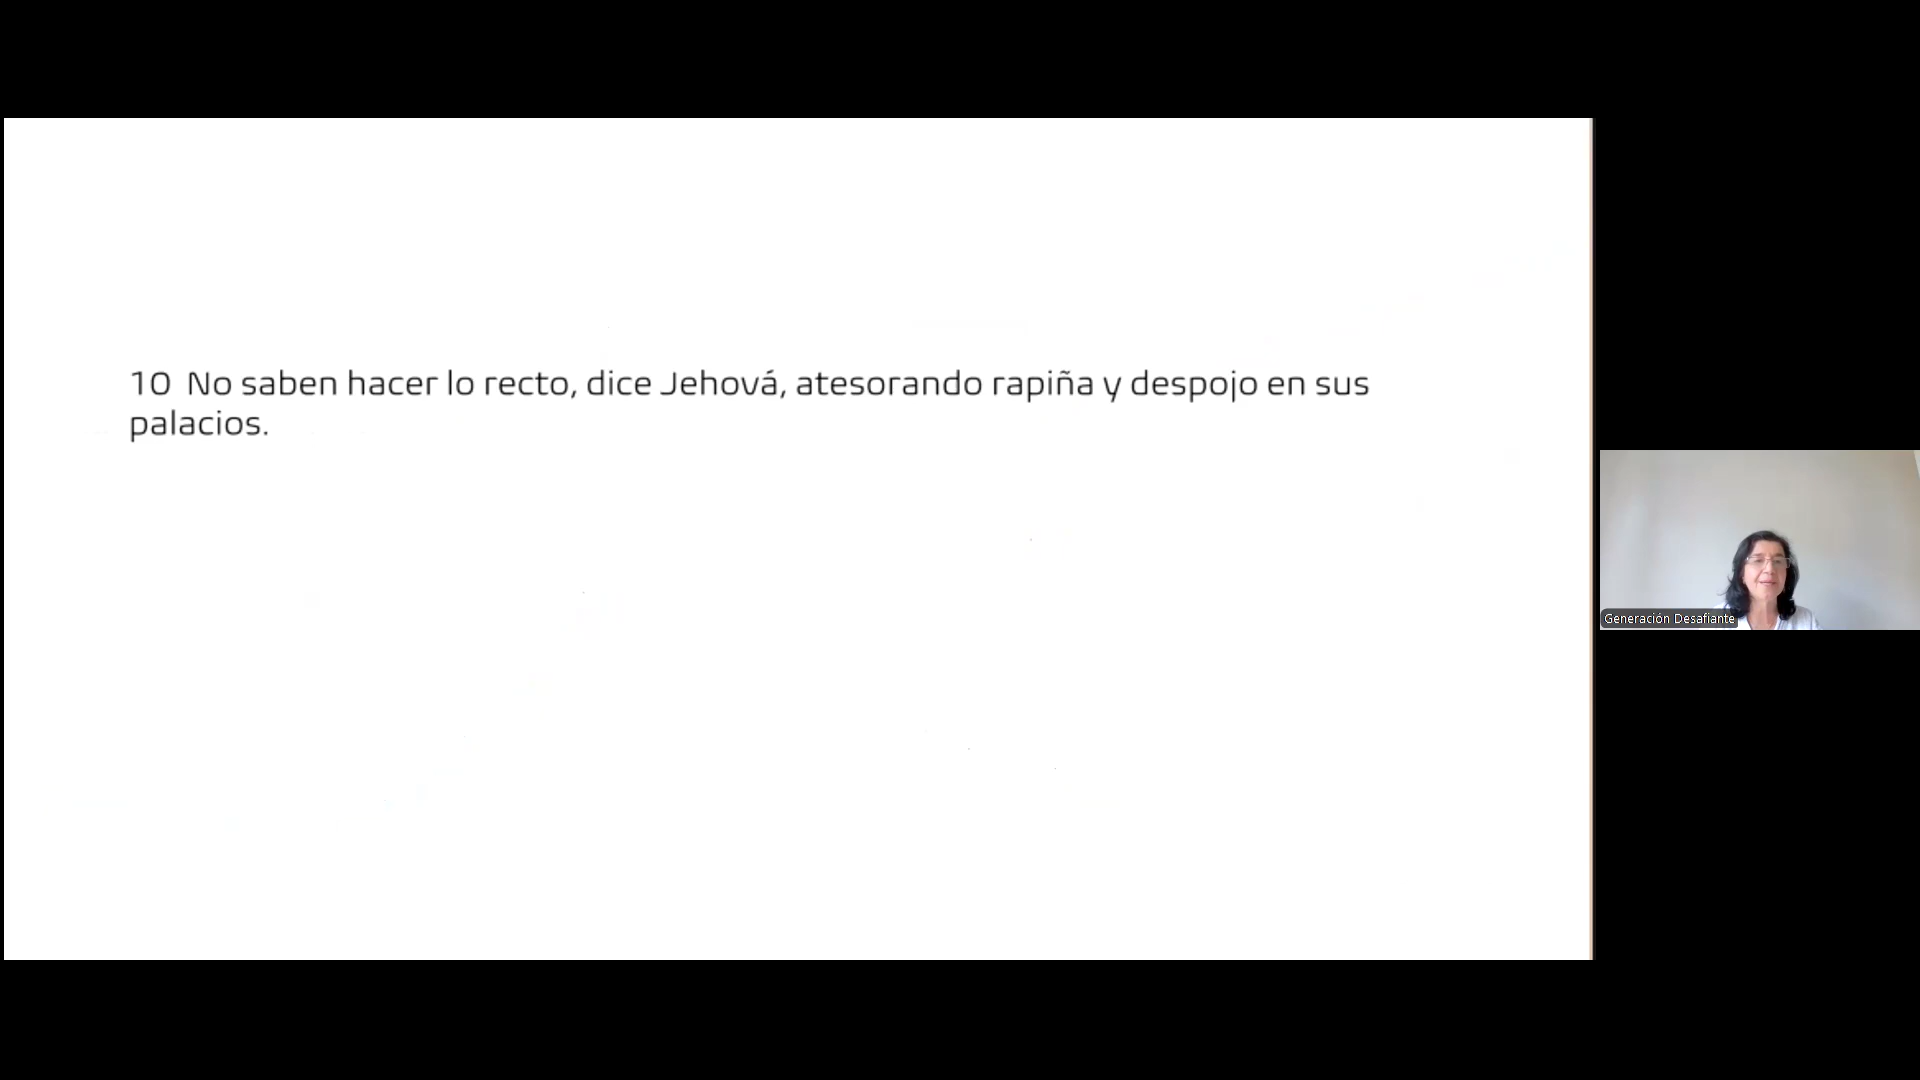 10 No saben hacer lo recto, dice Jehová, atesorando rapiña y despojo en sus
palacios.
Generación Desafiante